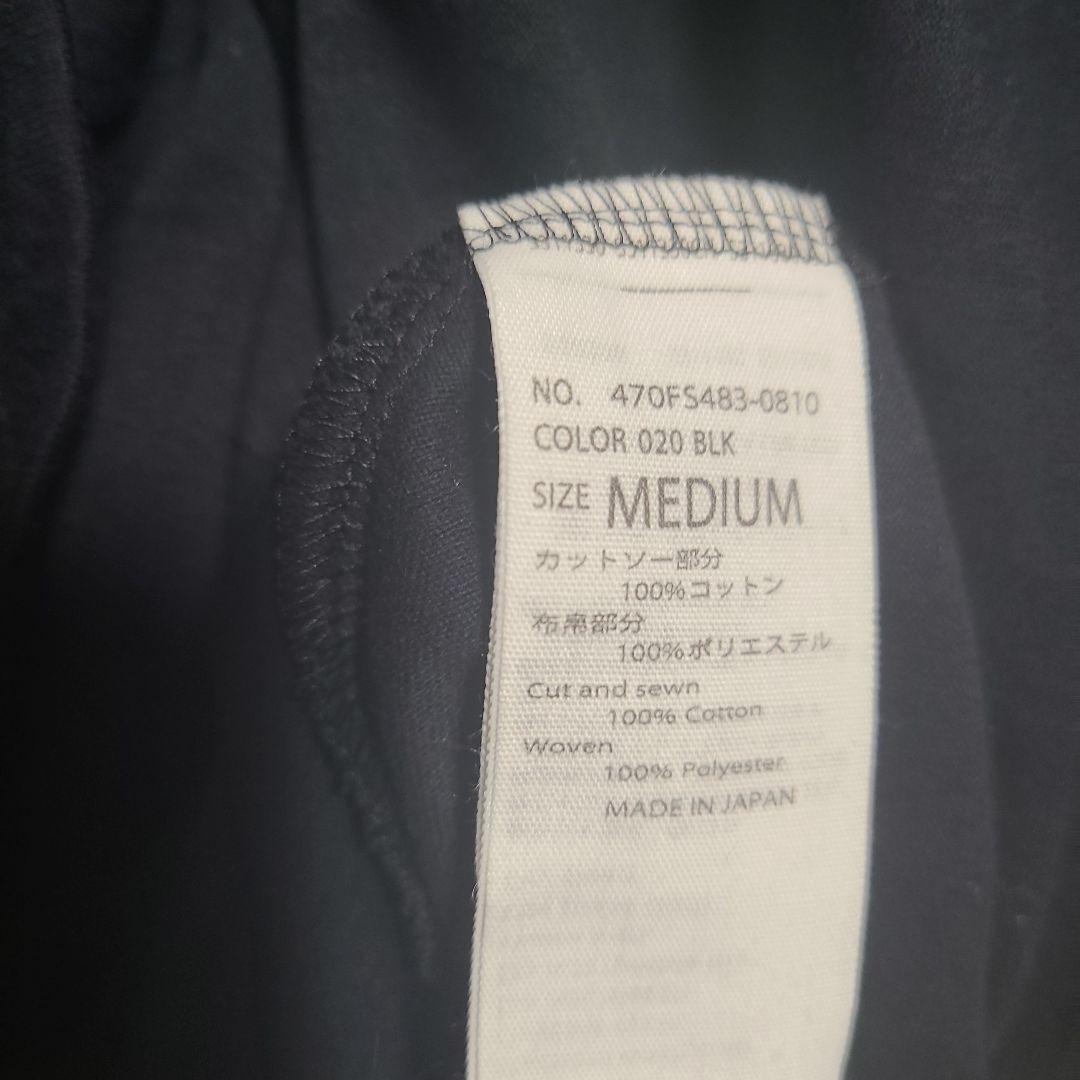 NO. 470FS483-0810
COLOR 020 BLK
SIZE MEDIUM
カットソー部分
100%コットン
布帛部分
100%ポリエステル
Cut and sewn
100% Cotton
Woven
100% Polyester
MADE IN JAPAN